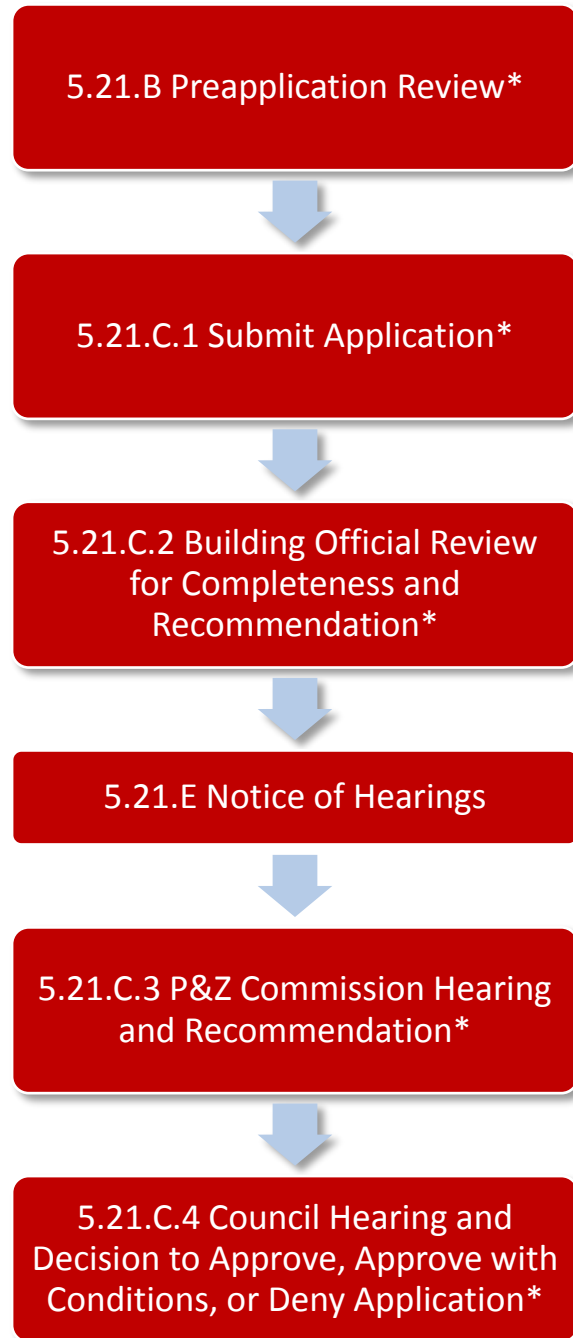 5.21.B Preapplication Review*
5.21.C.1 Submit Application*
5.21.C.2 Building Official Review
for Completeness and
Recommendation*
5.21.E Notice of Hearings
5.21.C.3 P&Z Commission Hearing
and Recommendation*
5.21.C.4 Council Hearing and
Decision to Approve, Approve with
Conditions, or Deny Application*